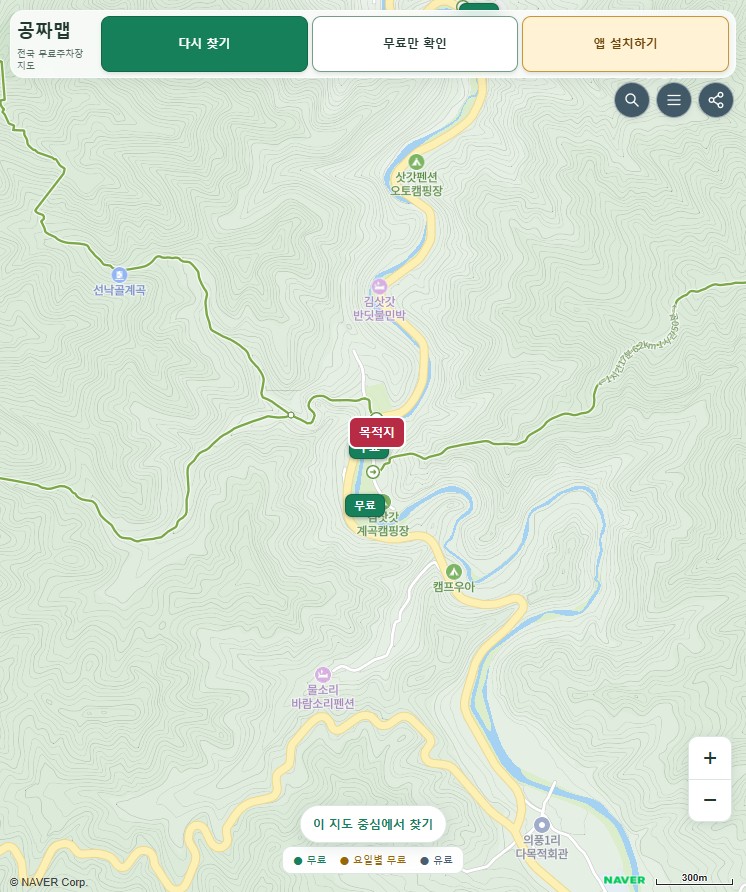 공짜맵
전국 무료주차장
지도
다시 찾기
무료만 확인
앱 설치하기
삿갓펜션
오토캠핑장
선낙골계곡
김삿갓
반딧불민박
목적지
무료
무료
김삿갓
계곡캠핑장
캠프우아
물소리
바람소리펜션
+
−
이 지도 중심에서 찾기
의풍1리
다목적회관
무료
요일별 무료
유료
© NAVER Corp.
NAVER
300m